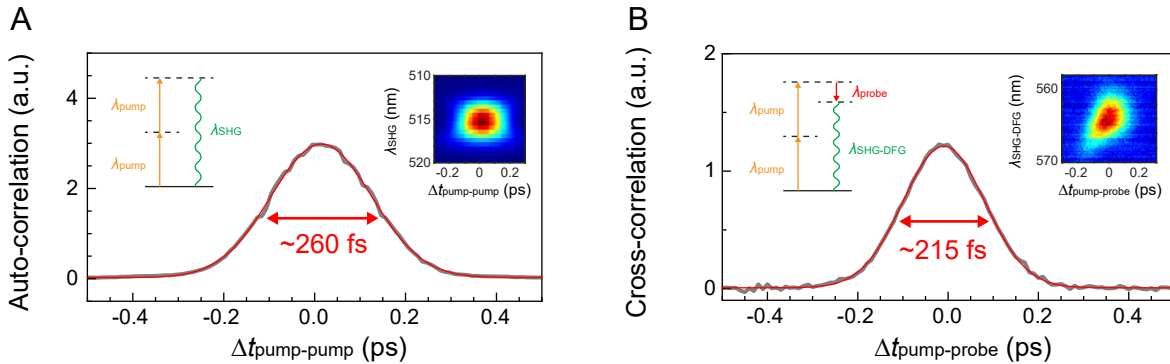 A
Auto-correlation (a.u.)
4
2
0
-0.4
-0.2
0.0
0.2
0.4
Δtpump-pump (ps)
λpump
λpump
λSHG
~260 fs
λSHG (nm)
510
515
520
-0.2
0
0.2
Δtpump-pump (ps)
B
Cross-correlation (a.u.)
2
1
0
-0.4
-0.2
0.0
0.2
0.4
Δtpump-probe (ps)
λpump
λpump
λprobe
λSHG-DFG
~215 fs
λSHG-DFG (nm)
560
570
-0.2
0
0.2
Δtpump-probe (ps)